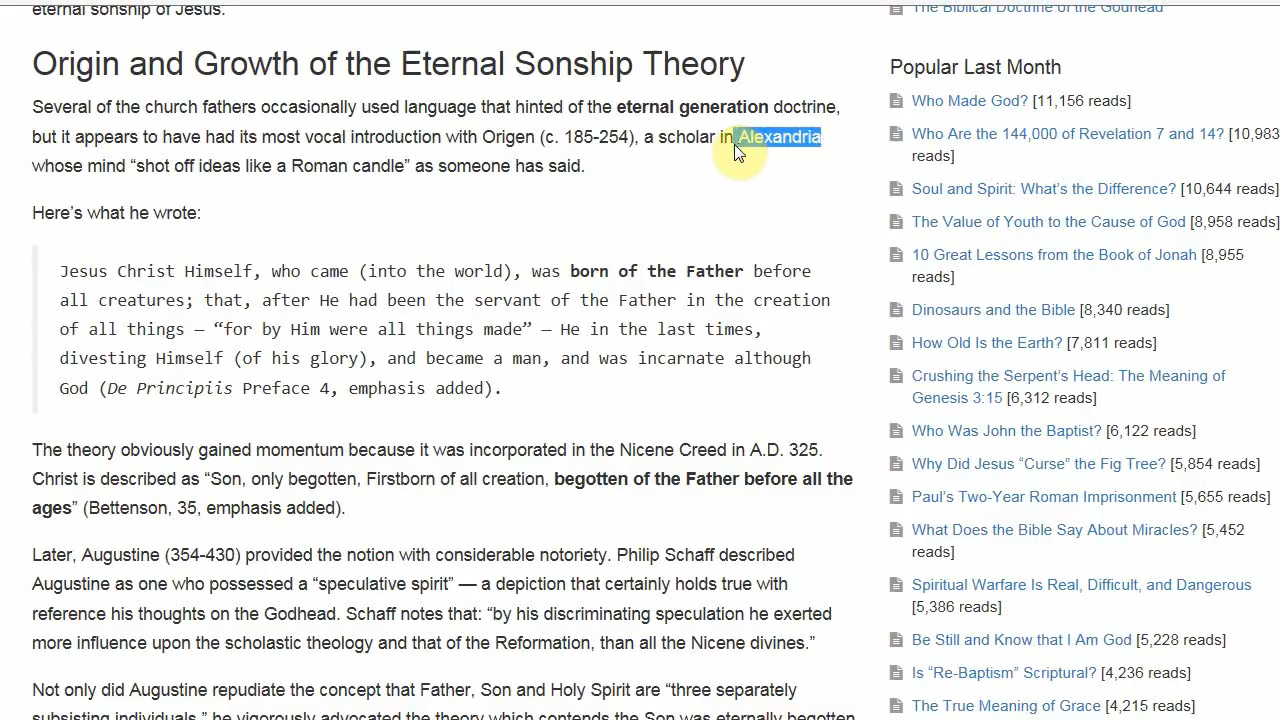 eternal sonship of Jesus.
Origin and Growth of the Eternal Sonship Theory
Several of the church fathers occasionally used language that hinted of the eternal generation doctrine,
but it appears to have had its most vocal introduction with Origen (c. 185-254), a scholar in Alexandria
whose mind “shot off ideas like a Roman candle” as someone has said.
Here’s what he wrote:
Jesus Christ Himself, who came (into the world), was born of the Father before
all creatures; that, after He had been the servant of the Father in the creation
of all things — “for by Him were all things made” — He in the last times,
divesting Himself (of his glory), and became a man, and was incarnate although
God (De Principiis Preface 4, emphasis added).
The theory obviously gained momentum because it was incorporated in the Nicene Creed in A.D. 325.
Christ is described as “Son, only begotten, Firstborn of all creation, begotten of the Father before all the
ages” (Bettenson, 35, emphasis added).
Later, Augustine (354-430) provided the notion with considerable notoriety. Philip Schaff described
Augustine as one who possessed a “speculative spirit” — a depiction that certainly holds true with
reference his thoughts on the Godhead. Schaff notes that: “by his discriminating speculation he exerted
more influence upon the scholastic theology and that of the Reformation, than all the Nicene divines.”
Not only did Augustine repudiate the concept that Father, Son and Holy Spirit are “three separately
subsisting individuals,” he vigorously advocated the theory which contends the Son was eternally begotten
The Biblical Doctrine of the Godhead
Popular Last Month
Who Made God? [11,156 reads]
Who Are the 144,000 of Revelation 7 and 14? [10,983
reads]
Soul and Spirit: What’s the Difference? [10,644 reads]
The Value of Youth to the Cause of God [8,958 reads]
10 Great Lessons from the Book of Jonah [8,955
reads]
Dinosaurs and the Bible [8,340 reads]
How Old Is the Earth? [7,811 reads]
Crushing the Serpent’s Head: The Meaning of
Genesis 3:15 [6,312 reads]
Who Was John the Baptist? [6,122 reads]
Why Did Jesus “Curse” the Fig Tree? [5,854 reads]
Paul’s Two-Year Roman Imprisonment [5,655 reads]
What Does the Bible Say About Miracles? [5,452
reads]
Spiritual Warfare Is Real, Difficult, and Dangerous
[5,386 reads]
Be Still and Know that I Am God [5,228 reads]
Is “Re-Baptism” Scriptural? [4,236 reads]
The True Meaning of Grace [4,215 reads]